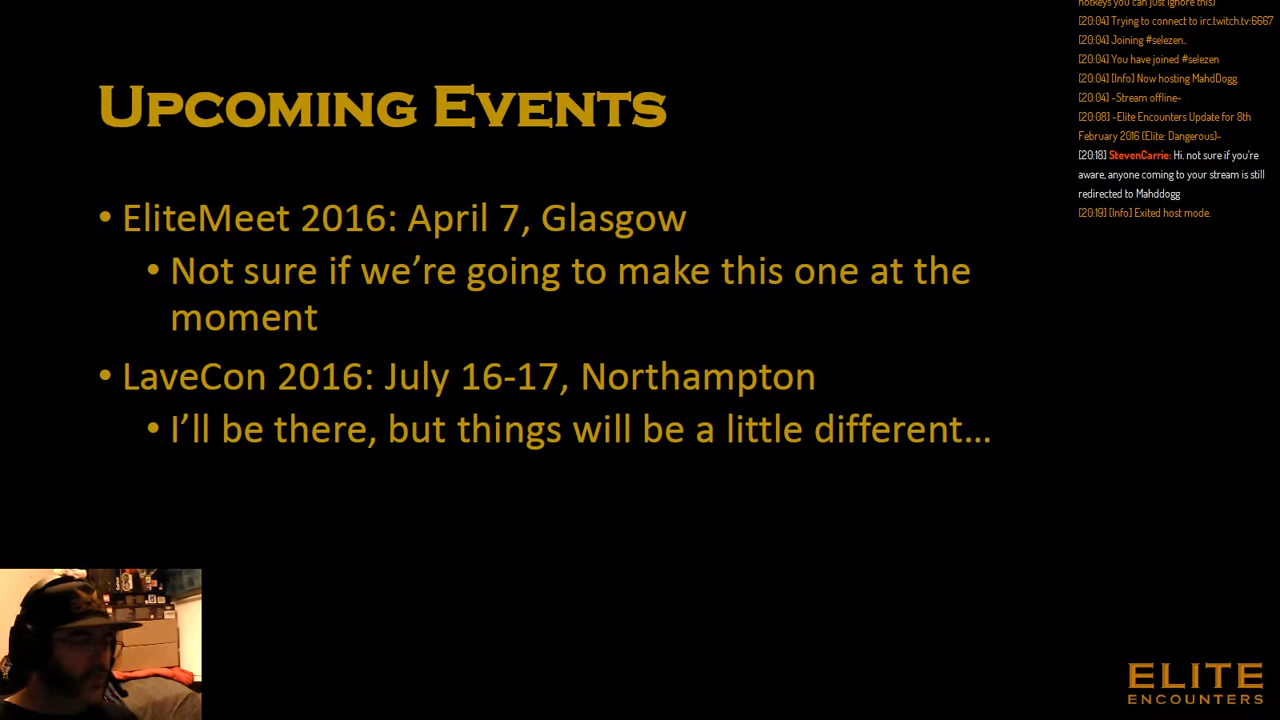 Upcoming Events
• EliteMeet 2016: April 7, Glasgow
• Not sure if we're going to make this one at the
moment
• LaveCon 2016: July 16-17, Northampton
• I'll be there, but things will be a little different...
hotkeys you can just ignore this)
[20:04] Trying to connect to irc.twitch.tv:6667
[20:04] Joining #selezen..
[20:04] You have joined #selezen
[20:04] [Info] Now hosting MahdDogg.
[20:04] ~Stream offline~
[20:08] ~Elite Encounters Update for 8th
February 2016 (Elite: Dangerous)~
[20:18] StevenCarrie: Hi. not sure if you're
aware, anyone coming to your stream is still
redirected to Mahddogg
[20:19] [Info] Exited host mode.
ELITE
ENCOUNTERS